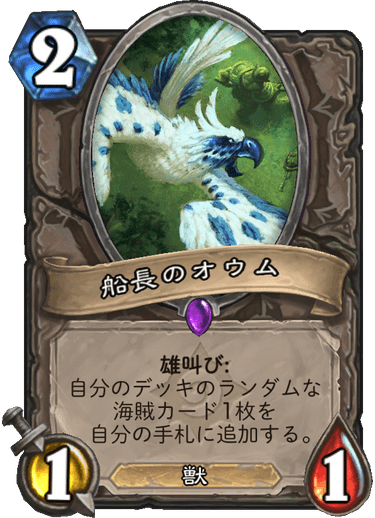 2
船長のオウム
雄叫び:
自分のデッキのランダムな
海賊カード1枚を
自分の手札に追加する。
獣
1
1